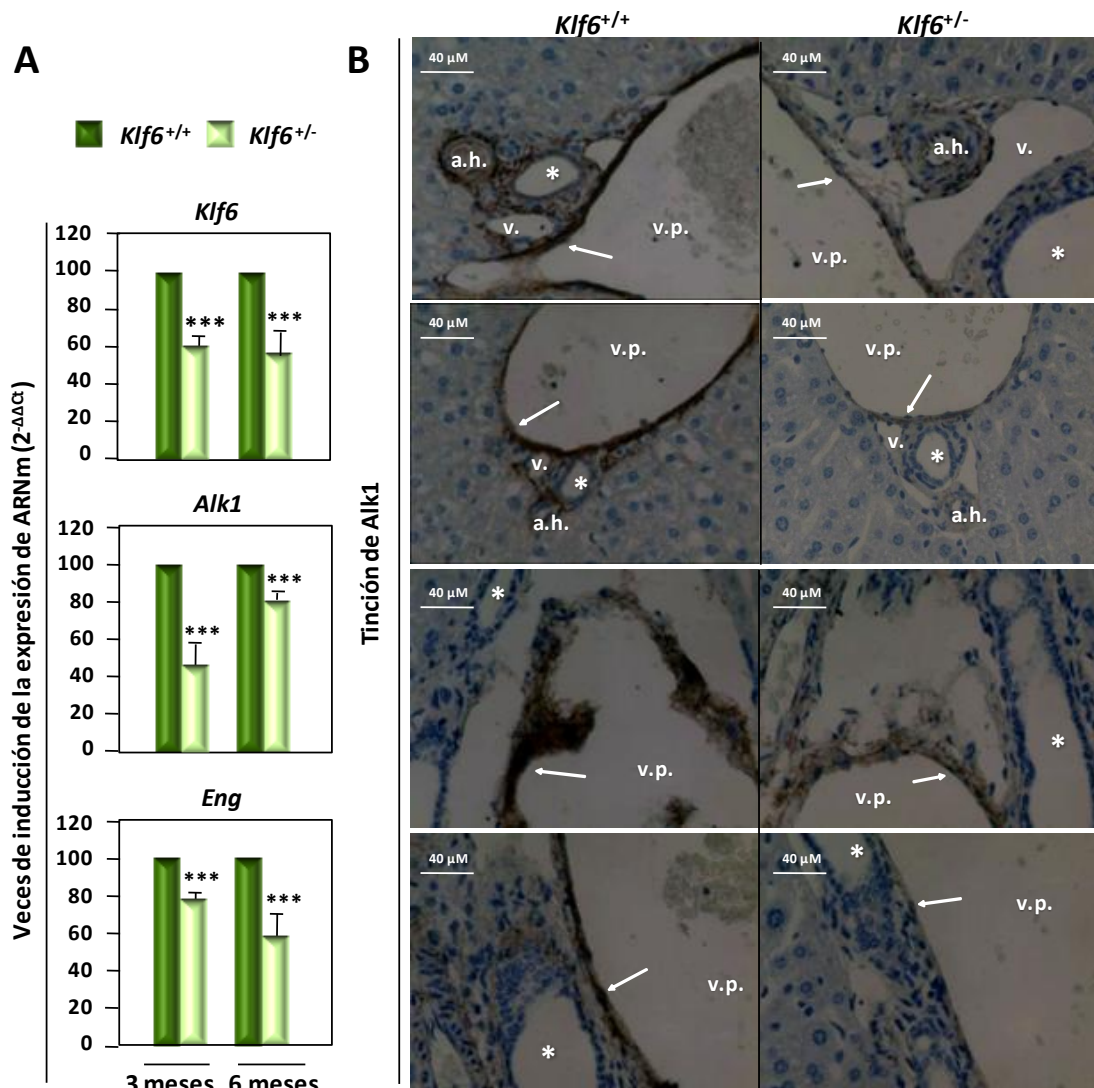 A
Klf6+/+ Klf6+/-
Veces de inducción de la expresión de ARNm (2-ΔΔCt)
Klf6
120
100
80
60
40
20
0
***
***
Alk1
120
100
80
60
40
20
0
***
***
Eng
120
100
80
60
40
20
0
***
***
3 meses 6 meses
B
Klf6+/+ Klf6+/-
Tinción de Alk1
40 µM
a.h.
*
v.
v.p.
40 µM
a.h.
v.
v.p.
*
40 µM
v.p.
v.
*
a.h.
40 µM
v.p.
v.
*
a.h.
40 µM
*
v.p.
40 µM
*
v.p.
40 µM
v.p.
*
40 µM
*
v.p.